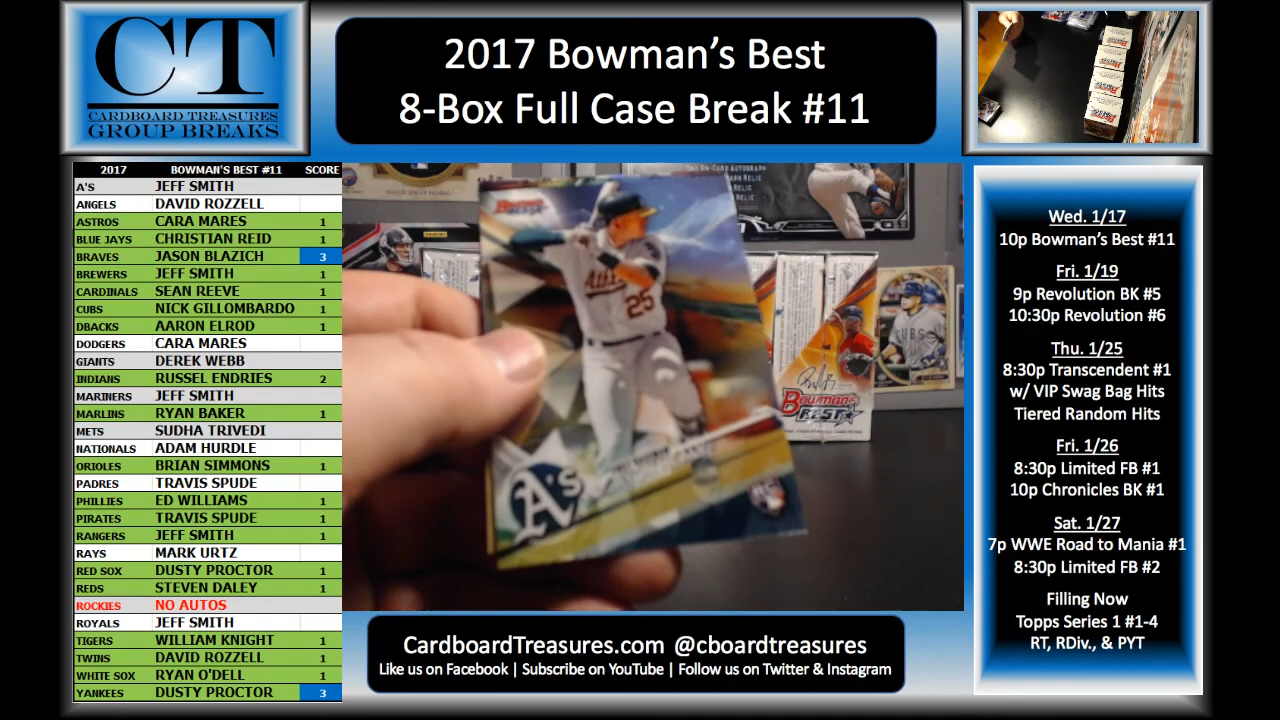 CT
CARDBOARD TREASURES
GROUP BREAKS
2017 Bowman's Best
8-Box Full Case Break #11
2017 BOWMAN'S BEST #11 SCORE
A'S JEFF SMITH
ANGELS DAVID ROZZELL
ASTROS CARA MARES 1
BLUE JAYS CHRISTIAN REID 1
BRAVES JASON BLAZICH 3
BREWERS JEFF SMITH 1
CARDINALS SEAN REEVE 1
CUBS NICK GILLOMBARDO 1
DBACKS AARON ELROD 1
DODGERS CARA MARES
GIANTS DEREK WEBB
INDIANS RUSSEL ENDRIES 2
MARINERS JEFF SMITH
MARLINS RYAN BAKER 1
METS SUDHA TRIVEDI
NATIONALS ADAM HURDLE
ORIOLES BRIAN SIMMONS 1
PADRES TRAVIS SPUDE
PHILLIES ED WILLIAMS 1
PIRATES TRAVIS SPUDE 1
RANGERS JEFF SMITH 1
RAYS MARK URTZ
RED SOX DUSTY PROCTOR 1
REDS STEVEN DALEY 1
ROCKIES NO AUTOS
ROYALS JEFF SMITH
TIGERS WILLIAM KNIGHT 1
TWINS DAVID ROZZELL 1
WHITE SOX RYAN O'DELL 1
YANKEES DUSTY PROCTOR 3
Bowman's
BEST
25
A's
CUBS
Bowman's
BEST
CardboardTreasures.com @cboardtreasures
Like us on Facebook | Subscribe on YouTube | Follow us on Twitter & Instagram
Wed. 1/17
10p Bowman's Best #11
Fri. 1/19
9p Revolution BK #5
10:30p Revolution #6
Thu. 1/25
8:30p Transcendent #1
w/ VIP Swag Bag Hits
Tiered Random Hits
Fri. 1/26
8:30p Limited FB #1
10p Chronicles BK #1
Sat. 1/27
7p WWE Road to Mania #1
8:30p Limited FB #2
Filling Now
Topps Series 1 #1-4
RT, RDiv., & PYT